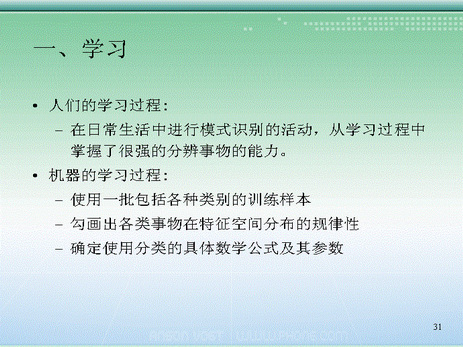 一、学习
• 人们的学习过程:
– 在日常生活中进行模式识别的活动，从学习过程中
掌握了很强的分辨事物的能力。
• 机器的学习过程:
– 使用一批包括各种类别的训练样本
– 勾画出各类事物在特征空间分布的规律性
– 确定使用分类的具体数学公式及其参数
31